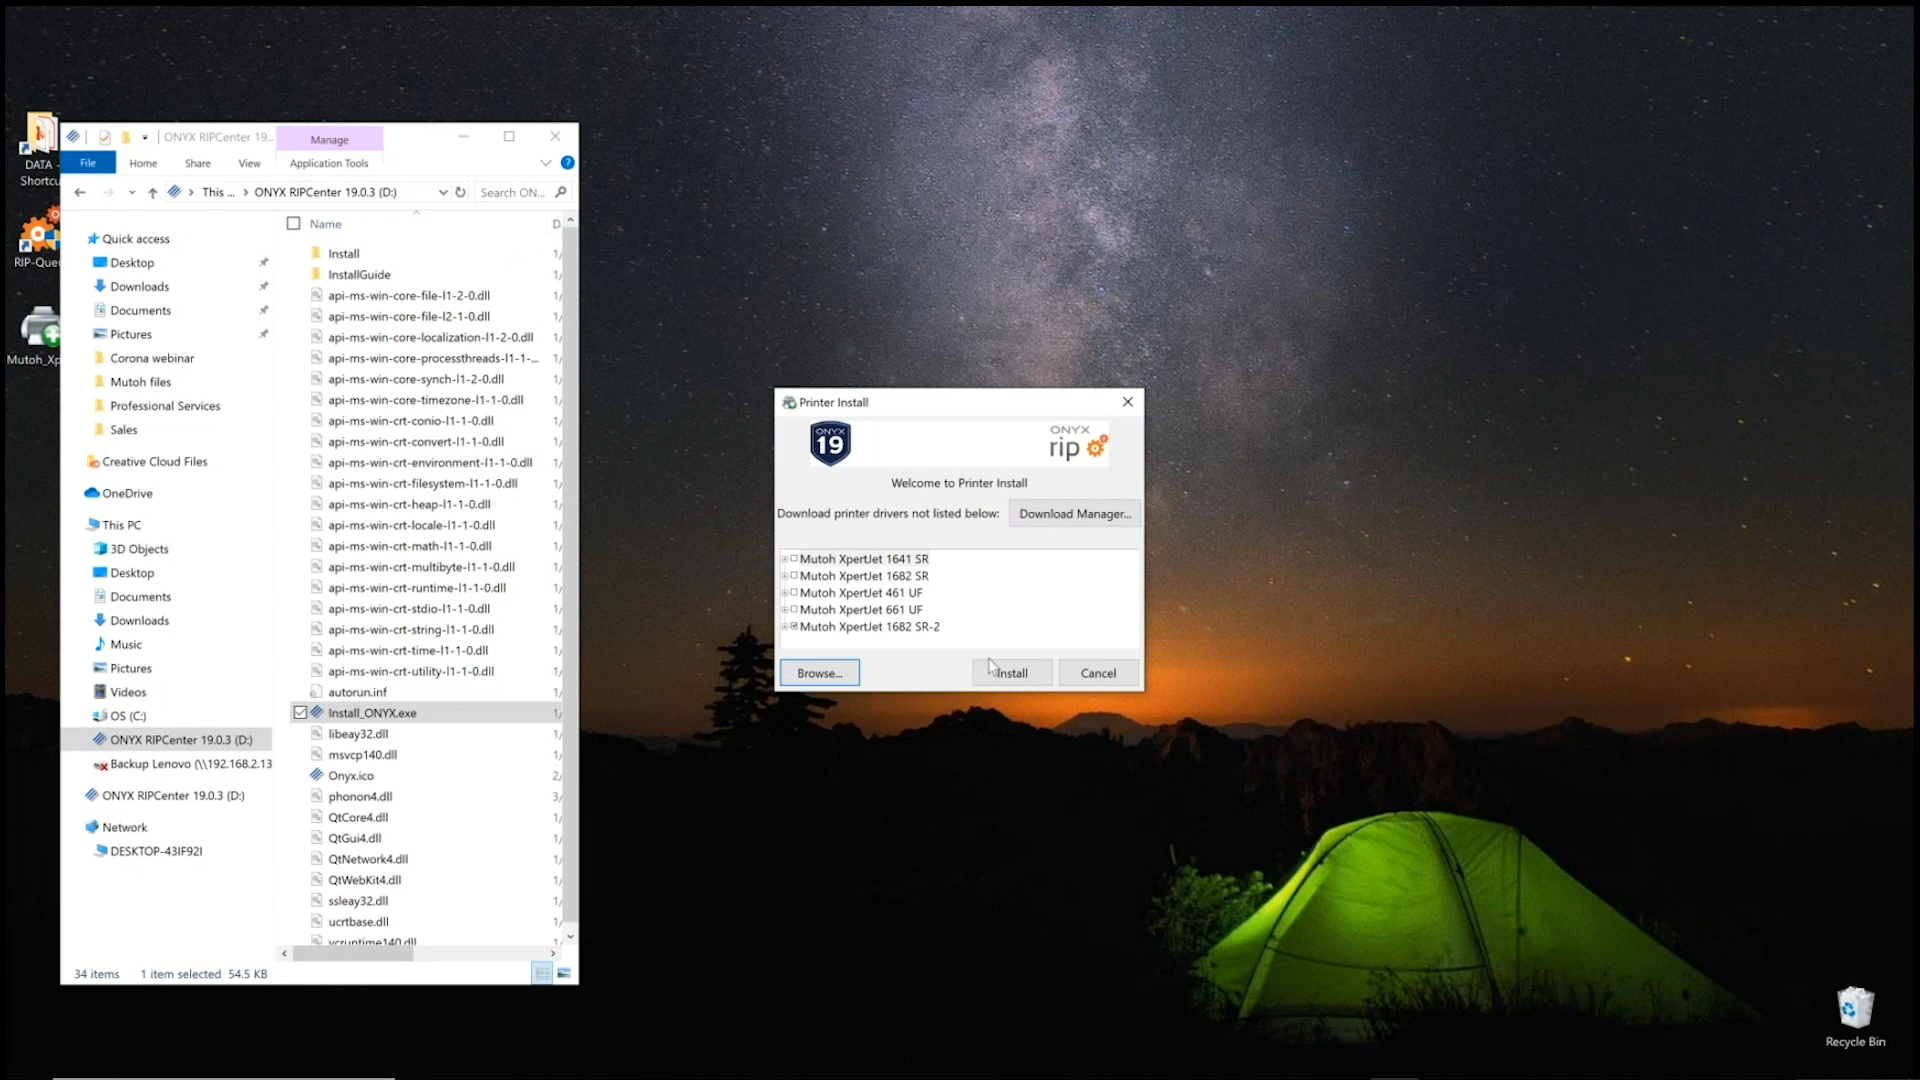 DATA -
Shortcu
RIP-Que
Mutoh_Xp
ONYX RIPCenter 19...
Manage
File
Home
Share
View
Application Tools
This ...
ONYX RIPCenter 19.0.3 (D:)
Search ON...
Quick access
Desktop
Downloads
Documents
Pictures
Corona webinar
Mutoh files
Professional Services
Sales
Creative Cloud Files
OneDrive
This PC
3D Objects
Desktop
Documents
Downloads
Music
Pictures
Videos
OS (C:)
ONYX RIPCenter 19.0.3 (D:)
Backup Lenovo (\\192.168.2.13
ONYX RIPCenter 19.0.3 (D:)
Network
DESKTOP-43IF92I
Name
D
Install
InstallGuide
api-ms-win-core-file-l1-2-0.dll
api-ms-win-core-file-l2-1-0.dll
api-ms-win-core-localization-l1-2-0.dll
api-ms-win-core-processthreads-l1-1-...
api-ms-win-core-synch-l1-2-0.dll
api-ms-win-core-timezone-l1-1-0.dll
api-ms-win-crt-conio-l1-1-0.dll
api-ms-win-crt-convert-l1-1-0.dll
api-ms-win-crt-environment-l1-1-0.dll
api-ms-win-crt-filesystem-l1-1-0.dll
api-ms-win-crt-heap-l1-1-0.dll
api-ms-win-crt-locale-l1-1-0.dll
api-ms-win-crt-math-l1-1-0.dll
api-ms-win-crt-multibyte-l1-1-0.dll
api-ms-win-crt-runtime-l1-1-0.dll
api-ms-win-crt-stdio-l1-1-0.dll
api-ms-win-crt-string-l1-1-0.dll
api-ms-win-crt-time-l1-1-0.dll
api-ms-win-crt-utility-l1-1-0.dll
autorun.inf
Install_ONYX.exe
libeay32.dll
msvcp140.dll
Onyx.ico
phonon4.dll
QtCore4.dll
QtGui4.dll
QtNetwork4.dll
QtWebKit4.dll
ssleay32.dll
ucrtbase.dll
vcruntime140.dll
34 items
1 item selected 54.5 KB
Printer Install
ONYX
19
ONYX
rip
Welcome to Printer Install
Download printer drivers not listed below:
Download Manager...
Mutoh XpertJet 1641 SR
Mutoh XpertJet 1682 SR
Mutoh XpertJet 461 UF
Mutoh XpertJet 661 UF
Mutoh XpertJet 1682 SR-2
Browse...
Install
Cancel
Recycle Bin